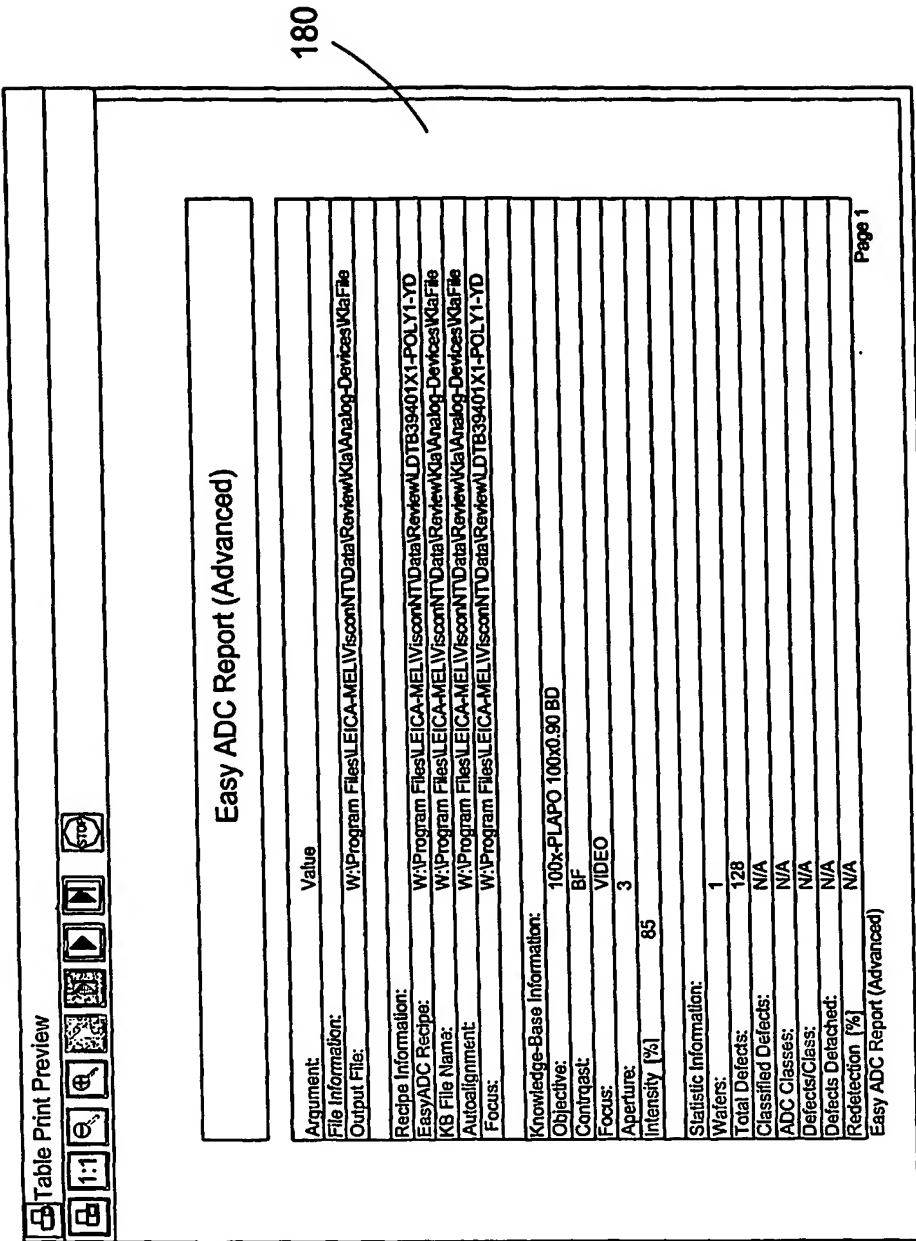 180
Table Print Preview
1:1 STOP
Easy ADC Report (Advanced)
Argument: Value
File Information:
Output File: W:\Program Files\LEICA-MEL\VisconNT\Data\Review\Kla\Analog-Devices\KlaFile
Recipe Information:
EasyADC Recipe: W:\Program Files\LEICA-MEL\VisconNT\Data\Review\LDTB39401X1-POLY1-YD
KB File Name: W:\Program Files\LEICA-MEL\VisconNT\Data\Review\Kla\Analog-Devices\KlaFile
Autoalignment: W:\Program Files\LEICA-MEL\VisconNT\Data\Review\Kla\Analog-Devices\KlaFile
Focus: W:\Program Files\LEICA-MEL\VisconNT\Data\Review\LDTB39401X1-POLY1-YD
Knowledge-Base Information:
Objective: 100x-PLAPO 100x0.90 BD
Contrqast: BF
Focus: VIDEO
Aperture: 3
Intensity [%] 85
Statistic Information:
Wafers: 1
Total Defects: 128
Classified Defects: N/A
ADC Classes: N/A
Defects/Class: N/A
Defects Detached: N/A
Redetection [%] N/A
Easy ADC Report (Advanced) Page 1